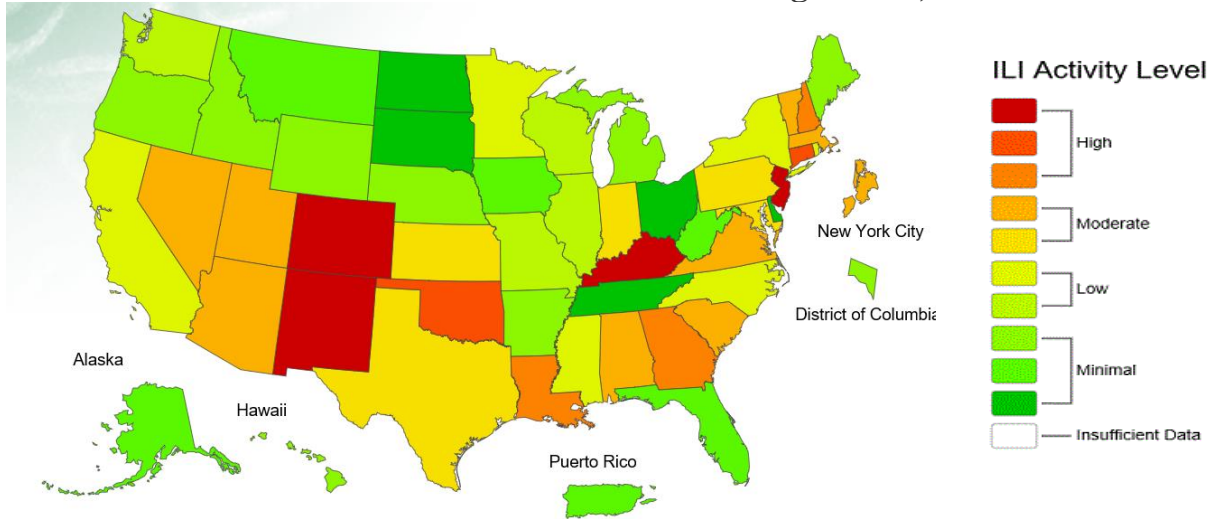 ILI Activity Level
High
Moderate
New York City
Low
District of Columbia
Alaska
Minimal
Hawaii
Insufficient Data
Puerto Rico